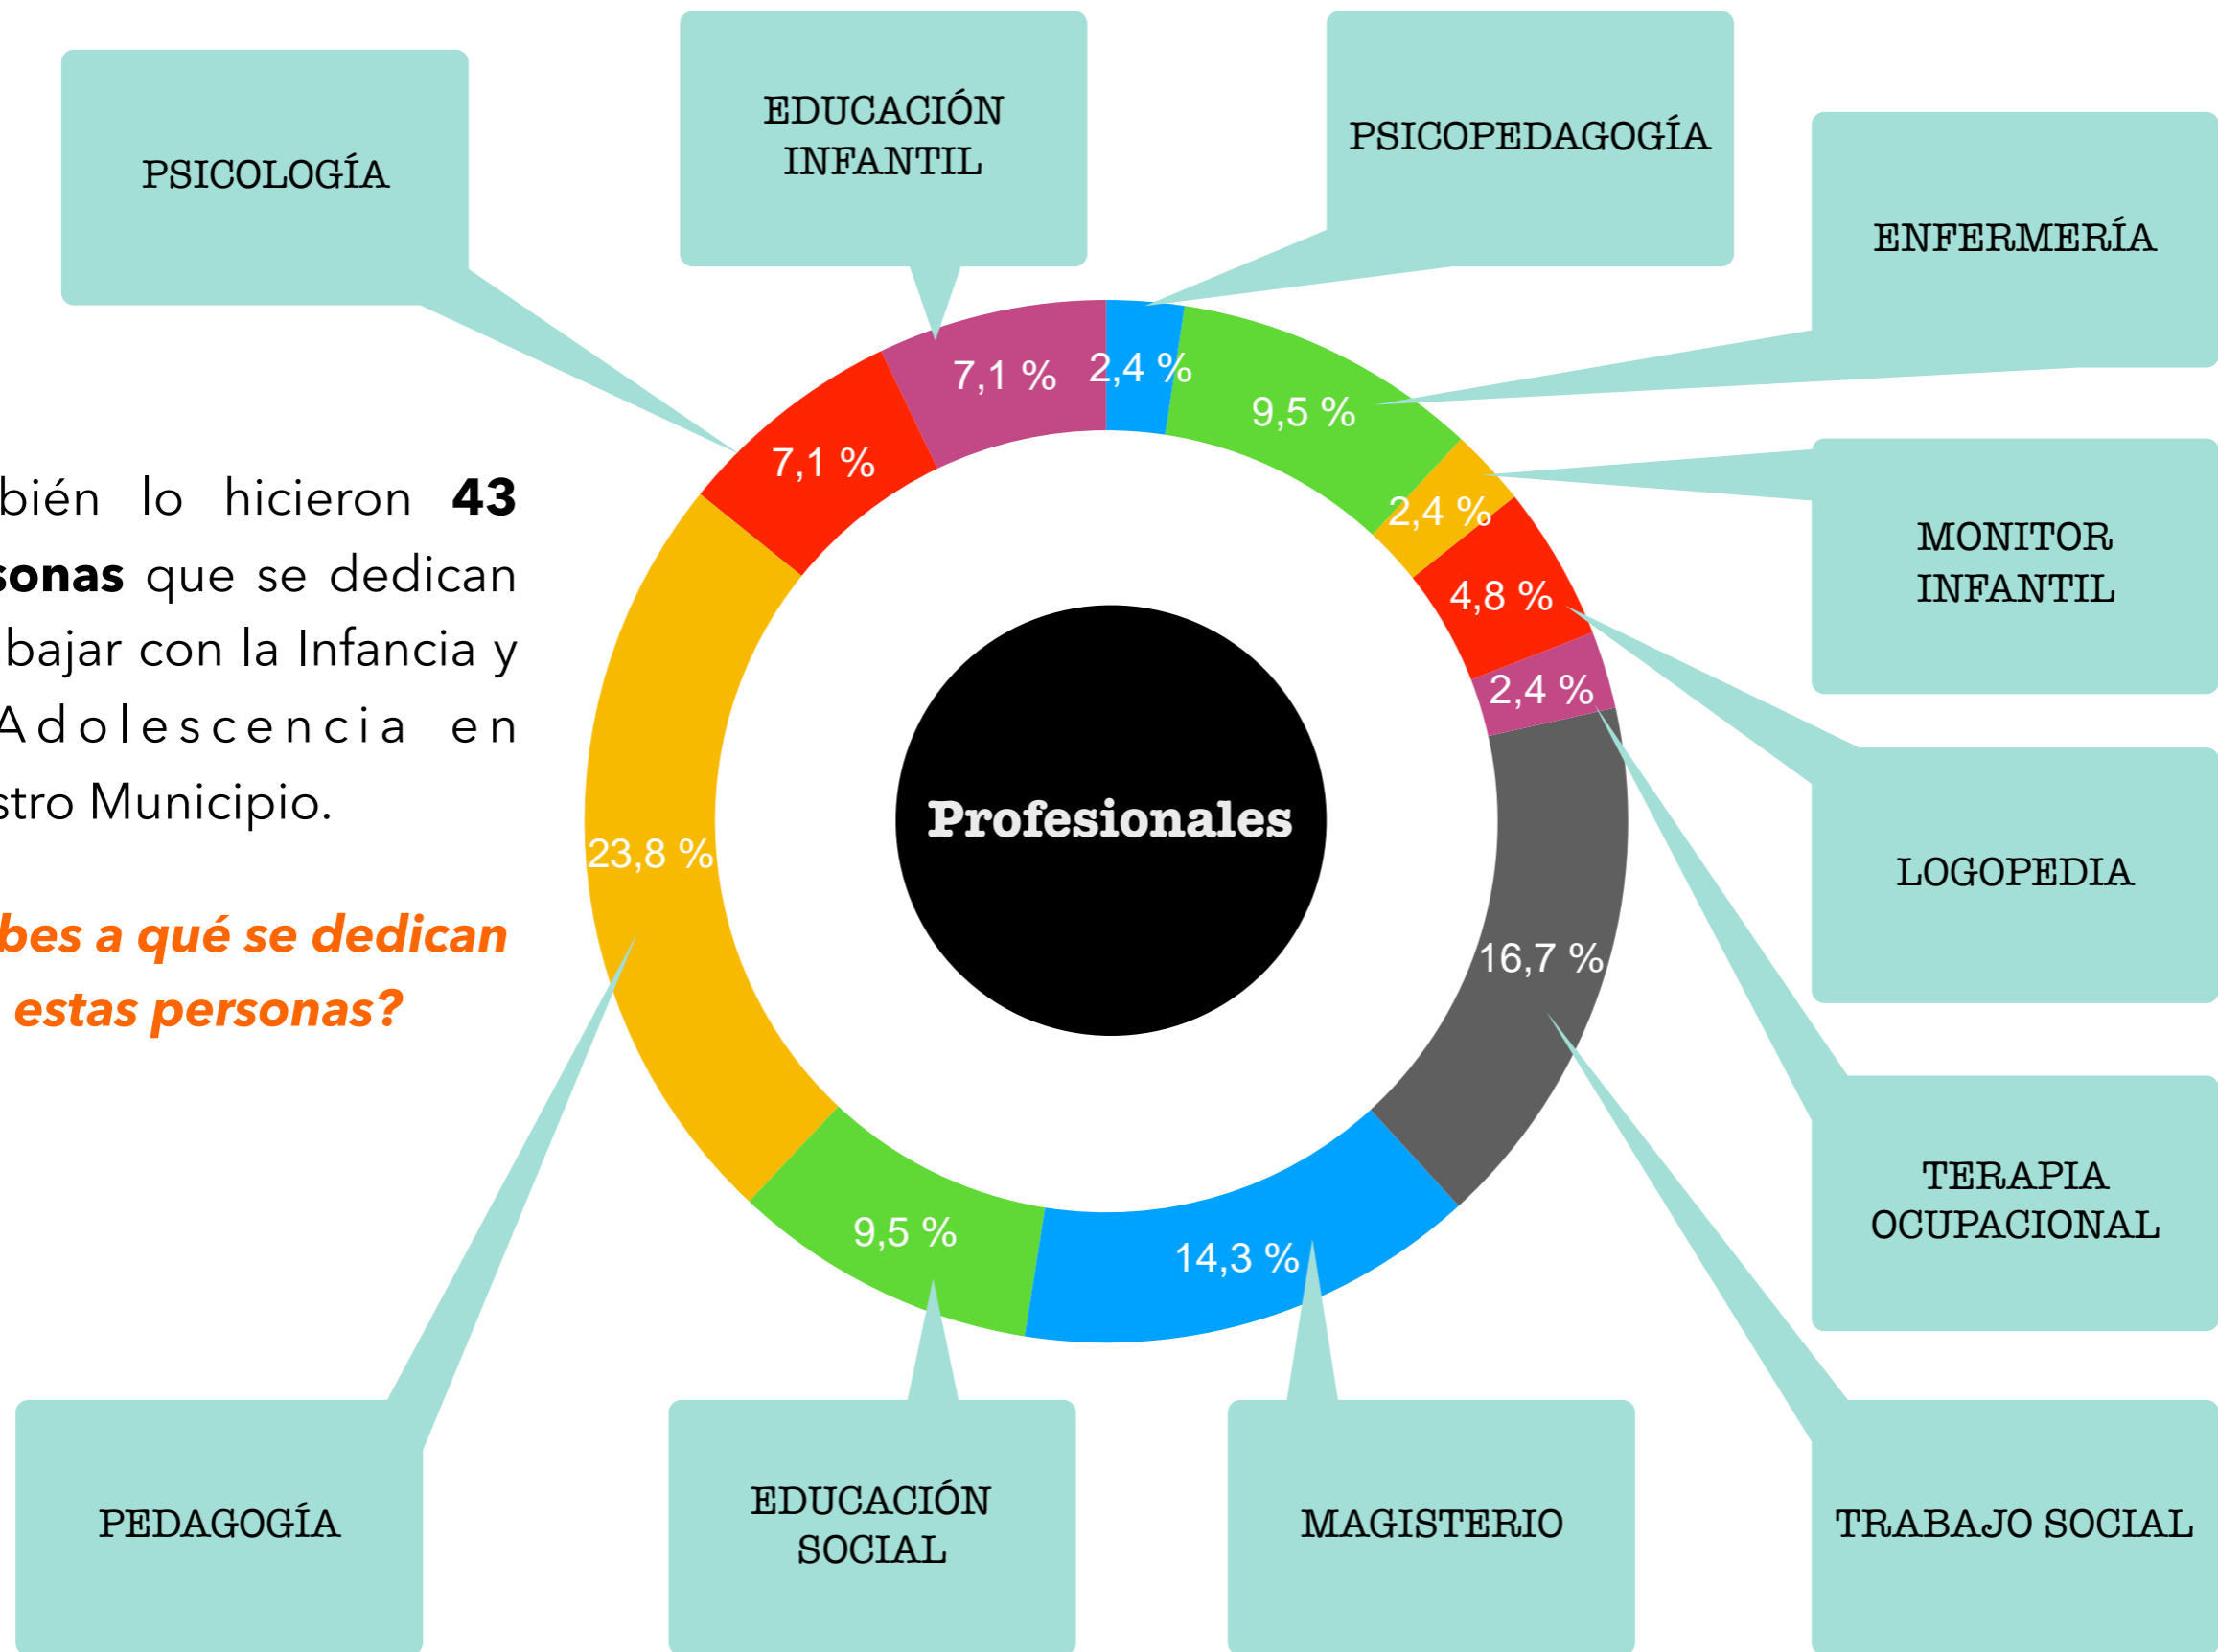 PSICOLOGÍA
EDUCACIÓN
INFANTIL
PSICOPEDAGOGÍA
ENFERMERÍA
bién lo hicieron 43
sonas que se dedican
bajar con la Infancia y
Adolescencia en
stro Municipio.
bes a qué se dedican
estas personas?
7,1 %
7,1 %
2,4 %
9,5 %
2,4 %
4,8 %
2,4 %
16,7 %
14,3 %
9,5 %
23,8 %
Profesionales
MONITOR
INFANTIL
LOGOPEDIA
TERAPIA
OCUPACIONAL
PEDAGOGÍA
EDUCACIÓN
SOCIAL
MAGISTERIO
TRABAJO SOCIAL